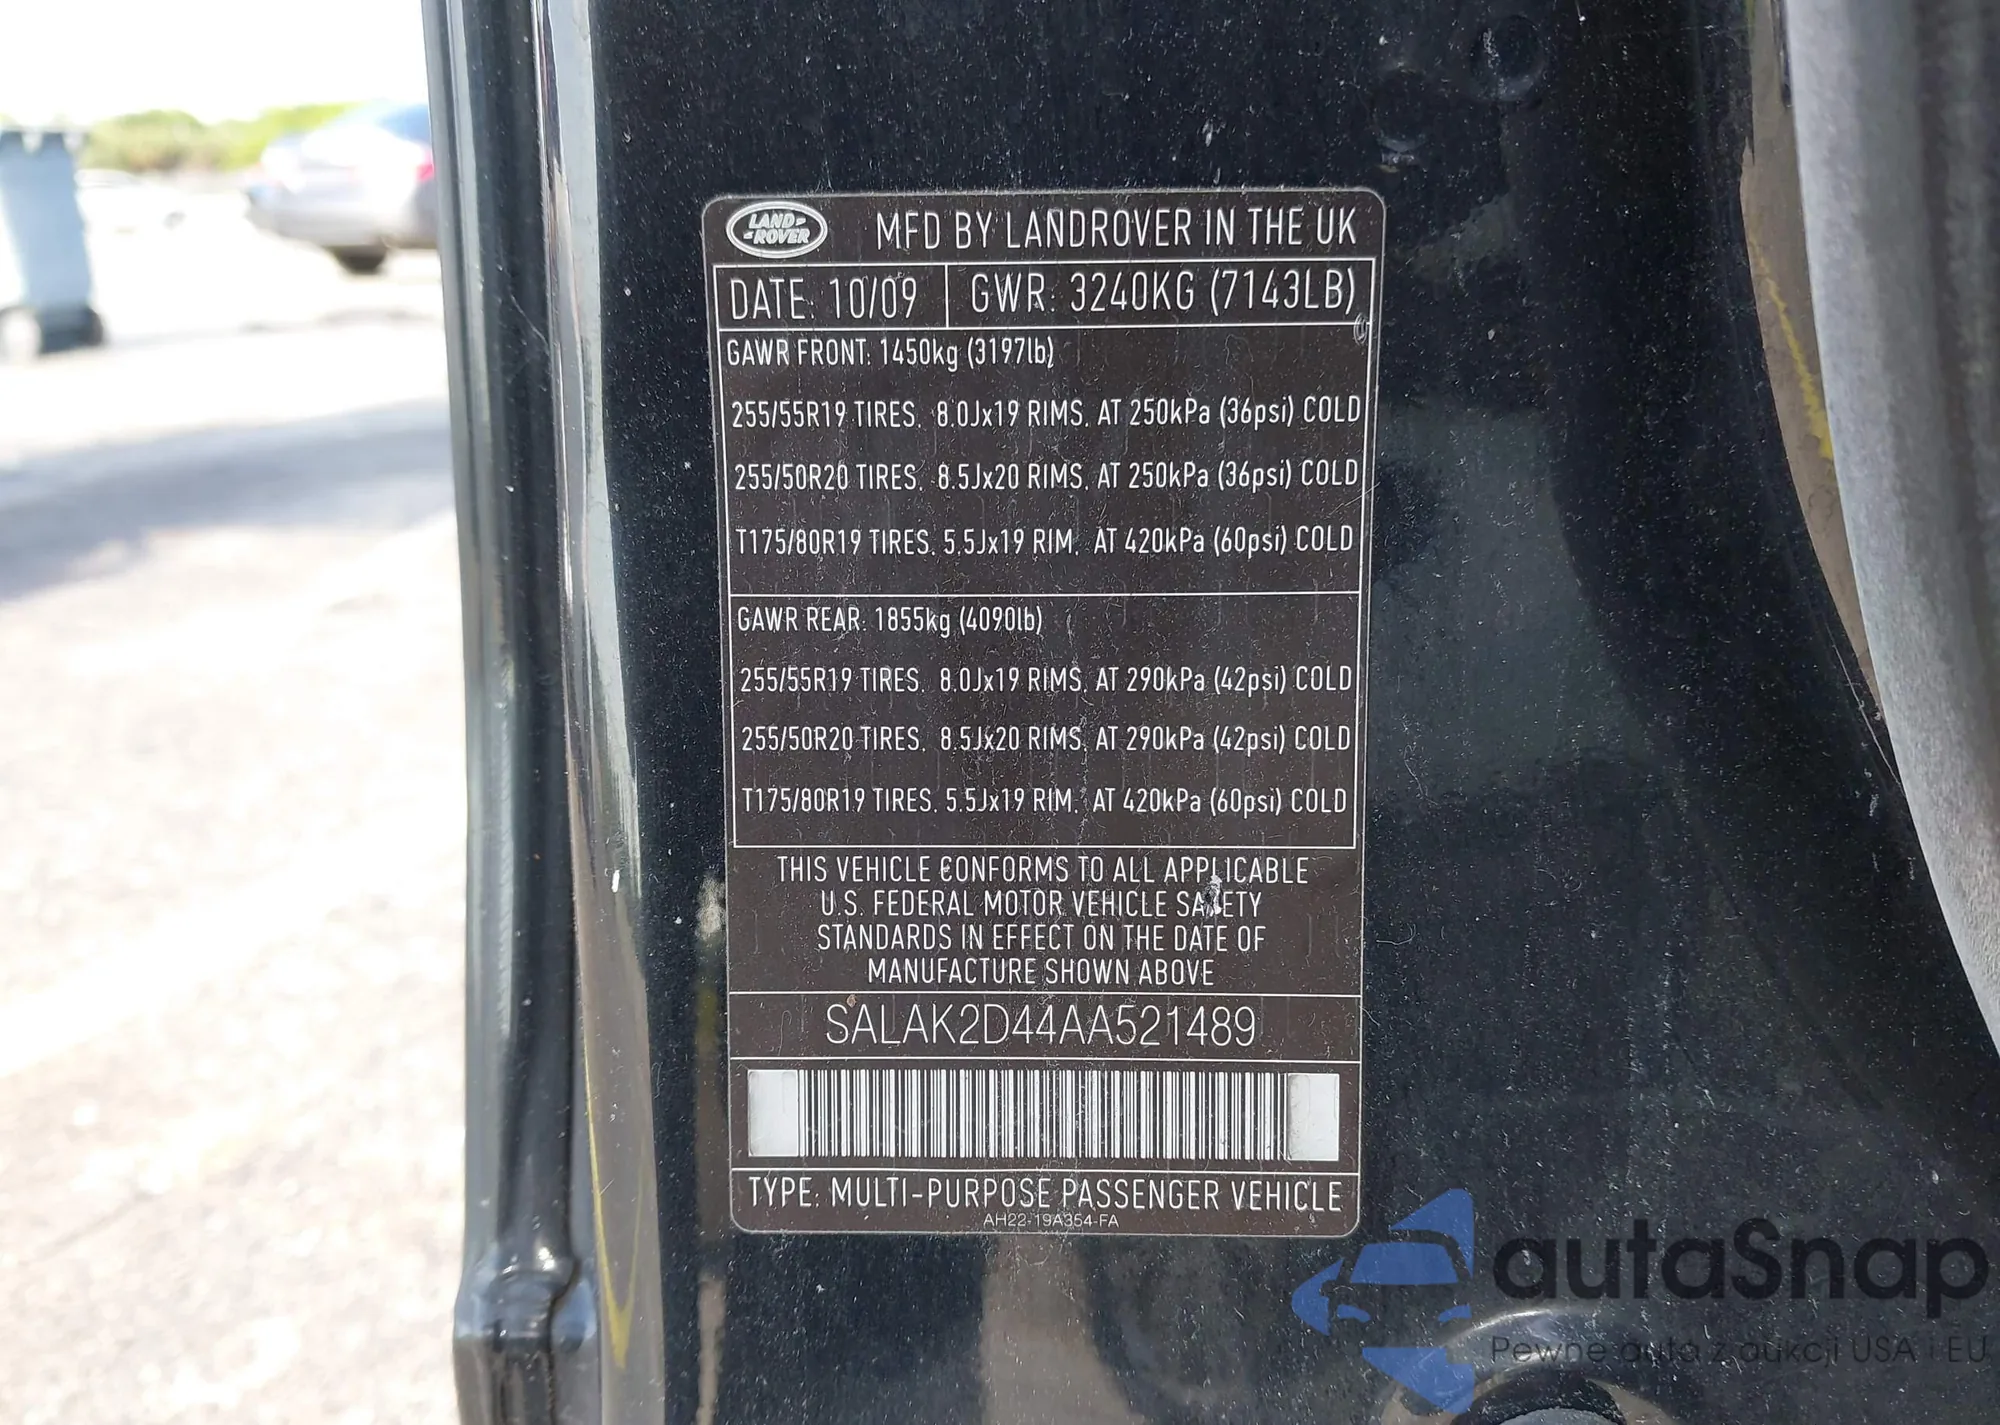 LAND-
-ROVER
MFD BY LANDROVER IN THE UK
DATE: 10/09 GWR: 3240KG (7143LB)
GAWR FRONT: 1450kg (3197lb)
255/55R19 TIRES, 8.0Jx19 RIMS, AT 250kPa (36psi) COLD
255/50R20 TIRES, 8.5Jx20 RIMS, AT 250kPa (36psi) COLD
T175/80R19 TIRES, 5.5Jx19 RIM, AT 420kPa (60psi) COLD
GAWR REAR: 1855kg (4090lb)
255/55R19 TIRES, 8.0Jx19 RIMS, AT 290kPa (42psi) COLD
255/50R20 TIRES, 8.5Jx20 RIMS, AT 290kPa (42psi) COLD
T175/80R19 TIRES, 5.5Jx19 RIM, AT 420kPa (60psi) COLD
THIS VEHICLE CONFORMS TO ALL APPLICABLE
U.S. FEDERAL MOTOR VEHICLE SAFETY
STANDARDS IN EFFECT ON THE DATE OF
MANUFACTURE SHOWN ABOVE
SALAK2D44AA521489
TYPE: MULTI-PURPOSE PASSENGER VEHICLE
AH22-19A354-FA
autaSnap
Pewne auta z aukcji USA i EU